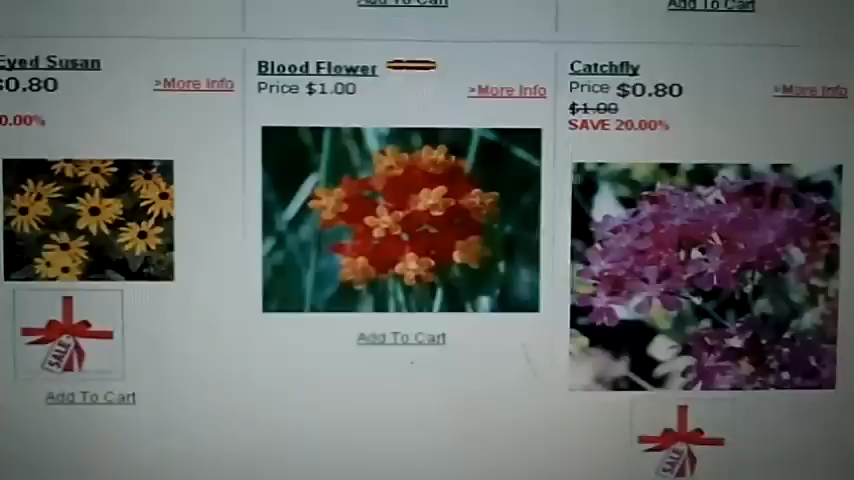 Add To Cart
Add To Cart
Eyed Susan
$0.80
>More Info
0.00%
SALE
Add To Cart
Blood Flower
Price $1.00
>More Info
Add To Cart
Catchfly
Price $0.80
>More Info
$1.00
SAVE 20.00%
SALE